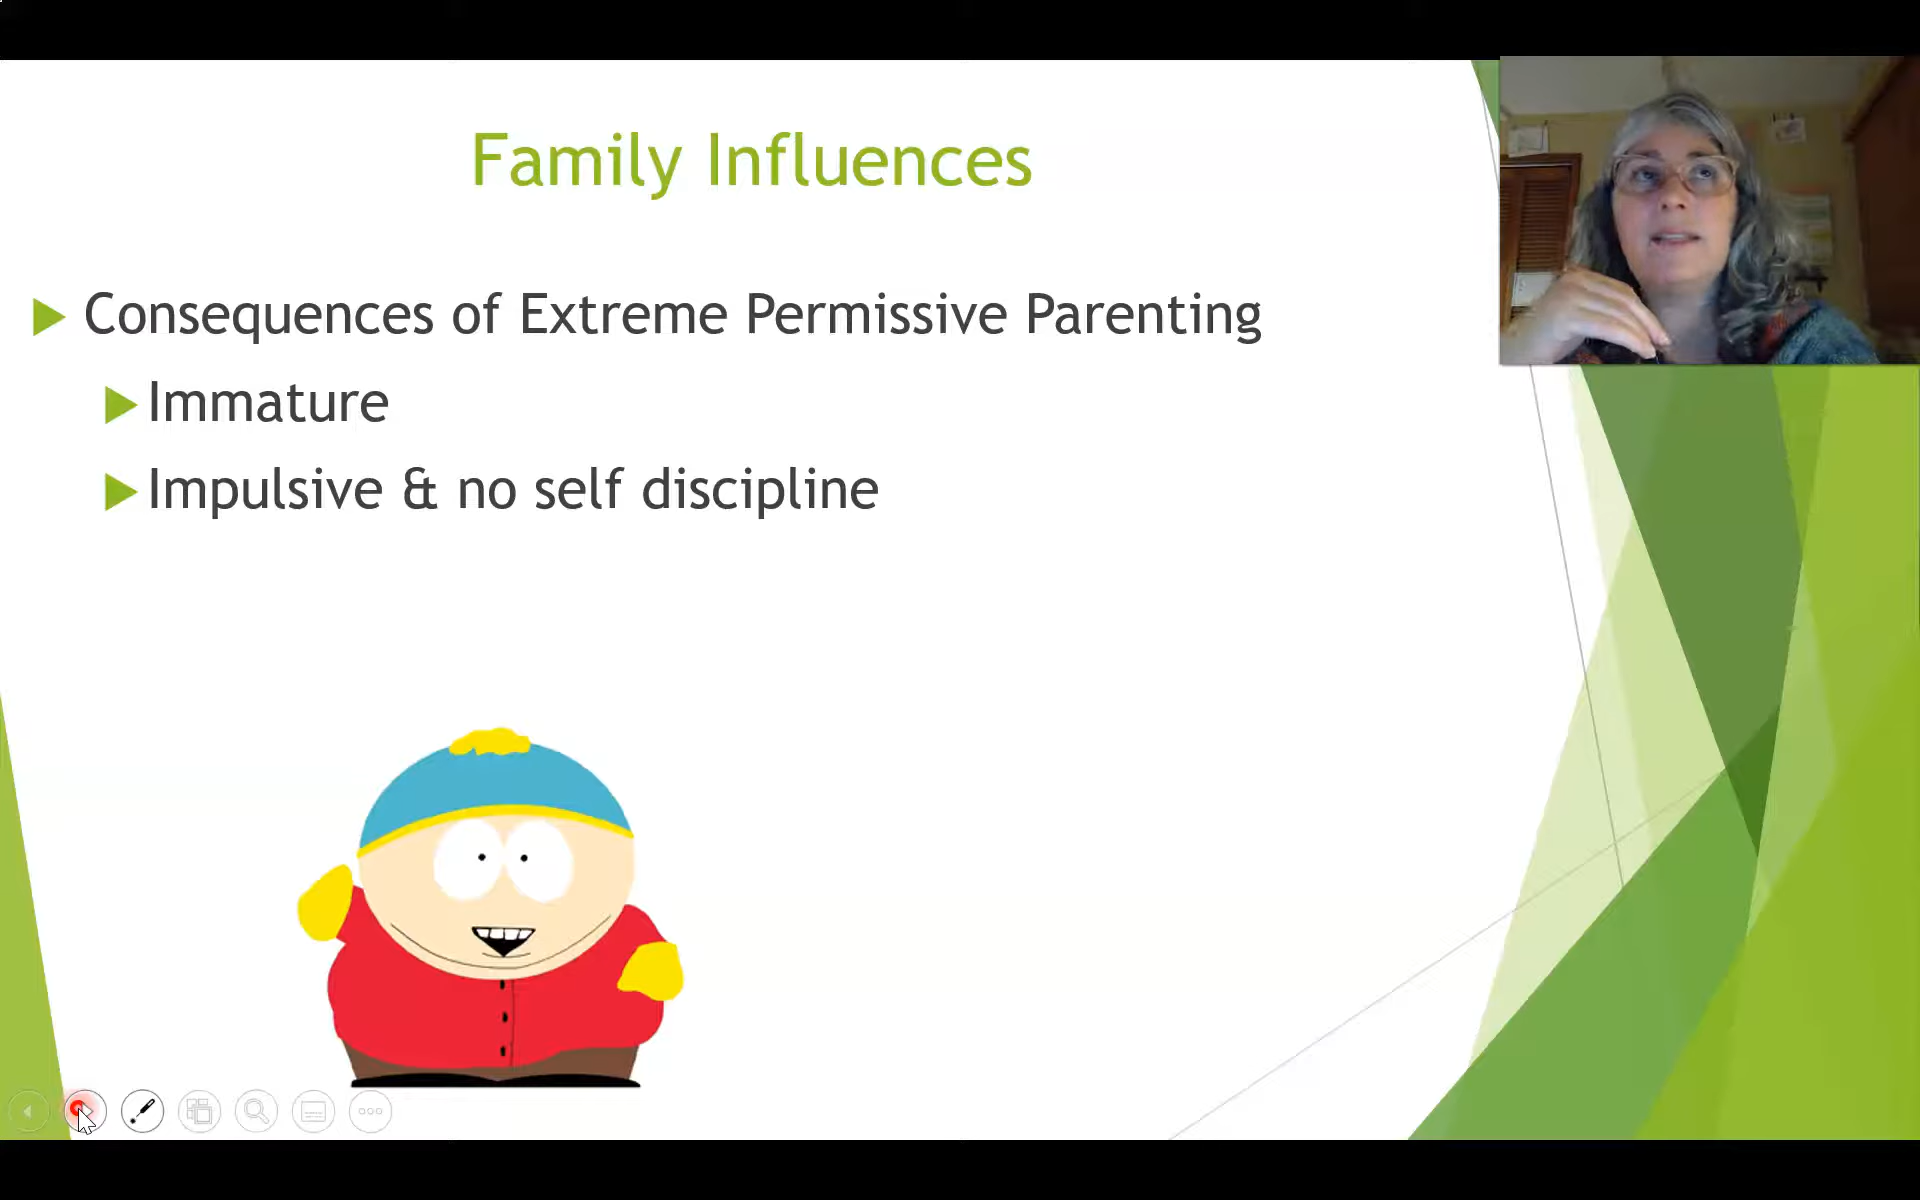 Family Influences
Consequences of Extreme Permissive Parenting
Immature
Impulsive & no self discipline